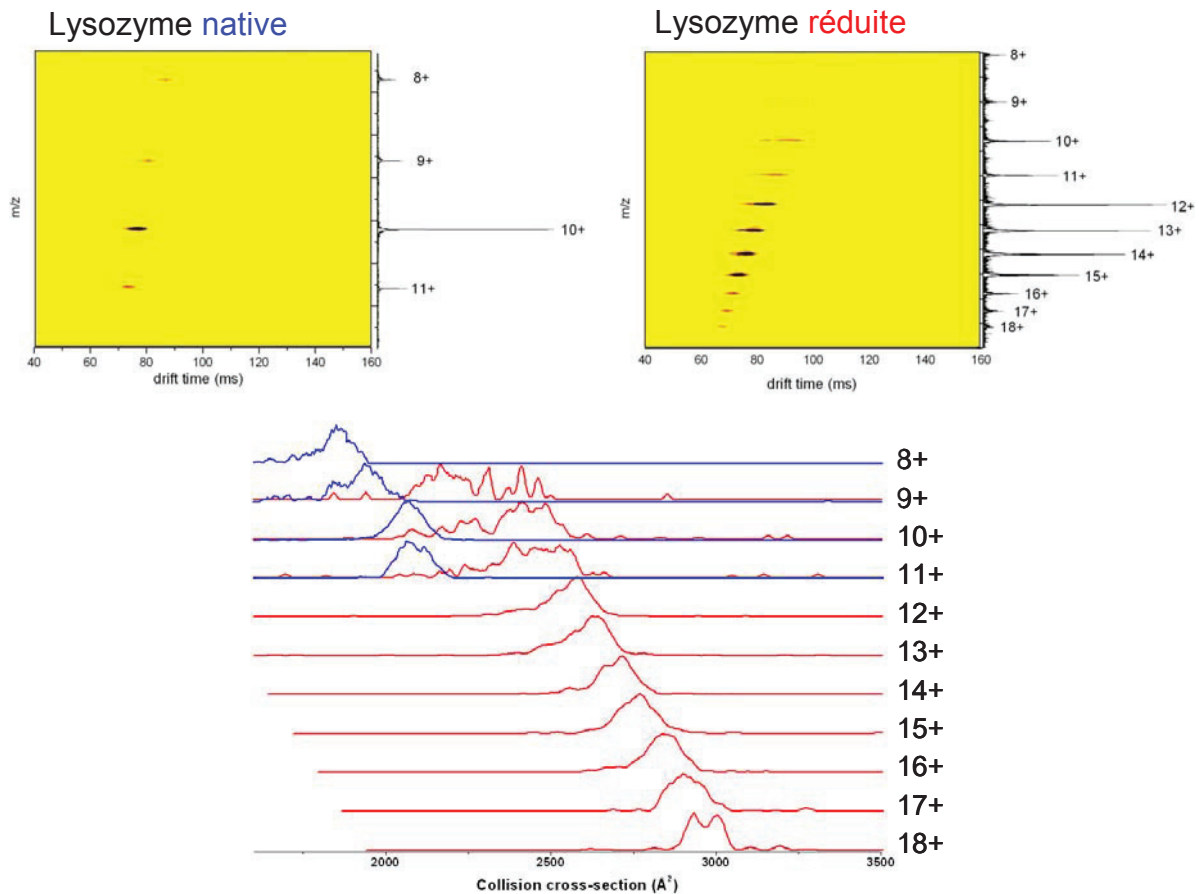 Lysozyme native
8+
9+
10+
11+
m/z
40 60 80 100 120 140 160
drift time (ms)
Lysozyme réduite
8+
9+
10+
11+
12+
13+
14+
15+
16+
17+
18+
m/z
40 60 80 100 120 140 160
drift time (ms)
8+
9+
10+
11+
12+
13+
14+
15+
16+
17+
18+
2000 2500 3000 3500
Collision cross-section (Å²)